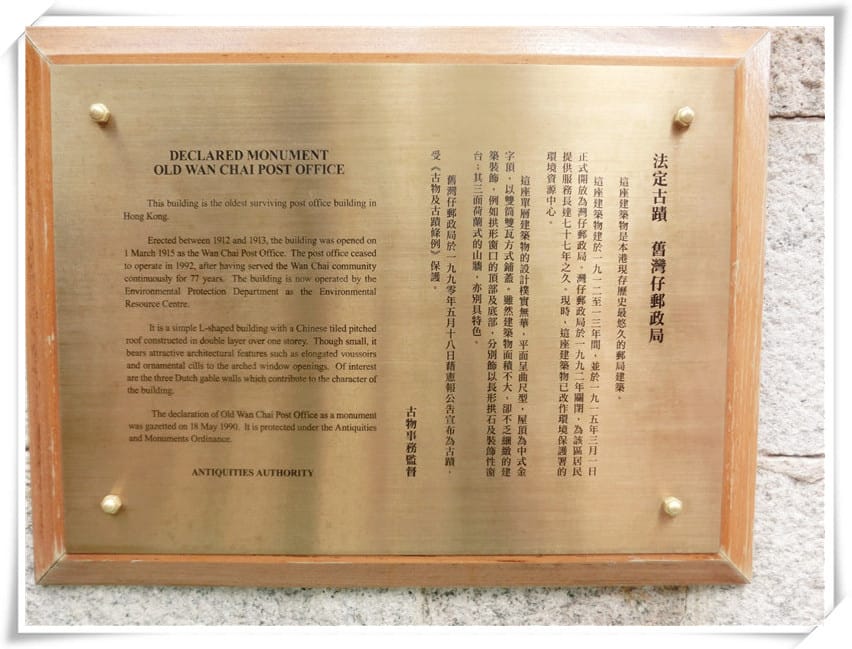 DECLARED MONUMENT
OLD WAN CHAI POST OFFICE
This building is the oldest surviving post office building in
Hong Kong.
Erected between 1912 and 1913, the building was opened on
1 March 1915 as the Wan Chai Post Office. The post office ceased
to operate in 1992, after having served the Wan Chai community
continuously for 77 years. The building is now operated by the
Environmental Protection Department as the Environmental
Resource Centre.
It is a simple L-shaped building with a Chinese tiled pitched
roof constructed in double layer over one storey. Though small, it
bears attractive architectural features such as elongated voussoirs
and ornamental cills to the arched window openings. Of interest
are the three Dutch gable walls which contribute to the character of
the building.
The declaration of Old Wan Chai Post Office as a monument
was gazetted on 18 May 1990. It is protected under the Antiquities
and Monuments Ordinance.
ANTIQUITIES AUTHORITY
法定古蹟 舊灣仔郵政局
這座建築物是本港現存歷史最悠久的郵局建築。
這座建築物建於一九一二至一三年間，並於一九一五年三月一日
正式開放為灣仔郵政局。灣仔郵政局於一九九二年關閉，為該區居民
提供服務長達七十七年之久。現時，這座建築物已改作環境保護署的
環境資源中心。
這座單層建築物的設計樸實無華，平面呈曲尺型，屋頂為中式金
字頂，以雙筒雙瓦方式鋪蓋。雖然建築物面積不大，卻不乏細緻的建
築裝飾，例如拱形窗口的頂部及底部，分別飾以長形拱石及裝飾性窗
台；其三面荷蘭式的山牆，亦別具特色。
舊灣仔郵政局於一九九零年五月十八日藉憲報公告宣布為古蹟，
受《古物及古蹟條例》保護。
古物事務監督